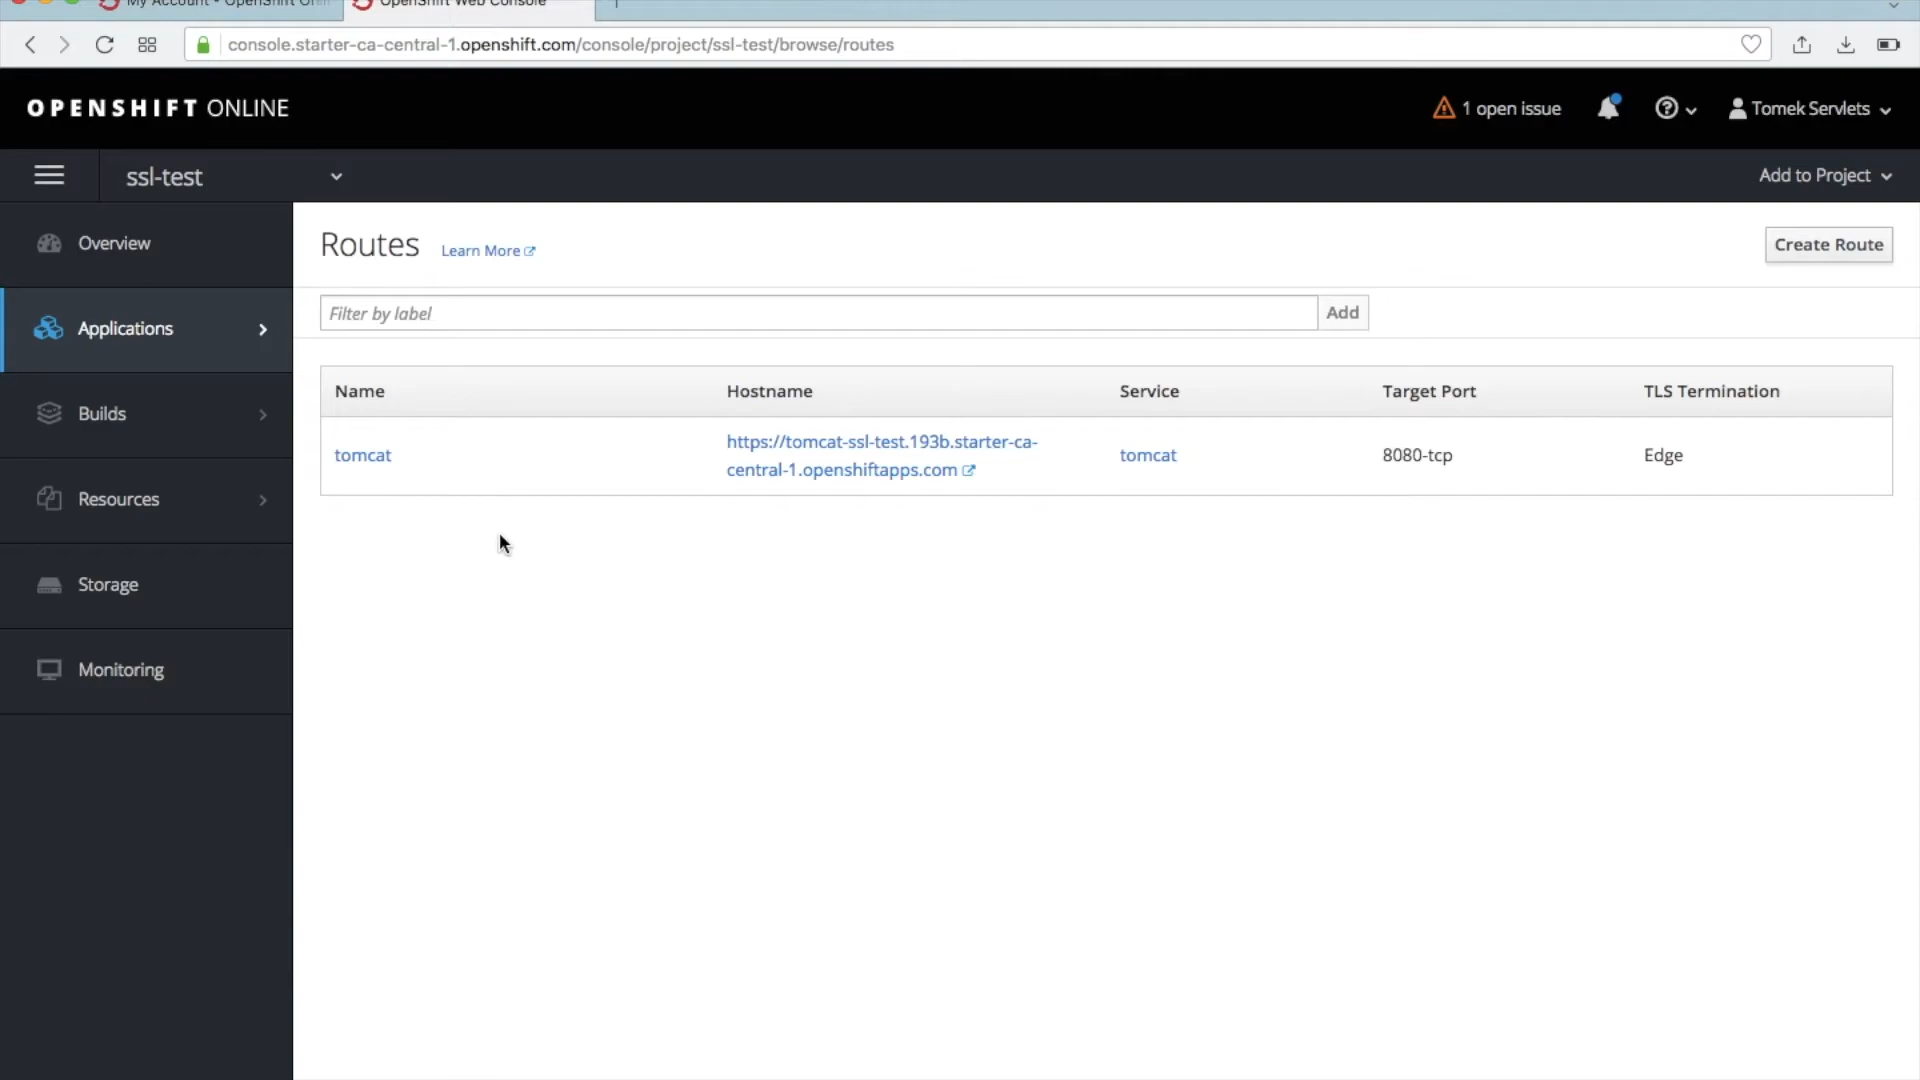 My Account - OpenShift Onli
OpenShift Web Console
console.starter-ca-central-1.openshift.com/console/project/ssl-test/browse/routes
OPENSHIFT ONLINE
1 open issue
Tomek Servlets
ssl-test
Add to Project
Overview
Applications
Builds
Resources
Storage
Monitoring
Routes
Learn More
Create Route
Filter by label
Add
Name
Hostname
Service
Target Port
TLS Termination
tomcat
https://tomcat-ssl-test.193b.starter-ca-
central-1.openshiftapps.com
tomcat
8080-tcp
Edge